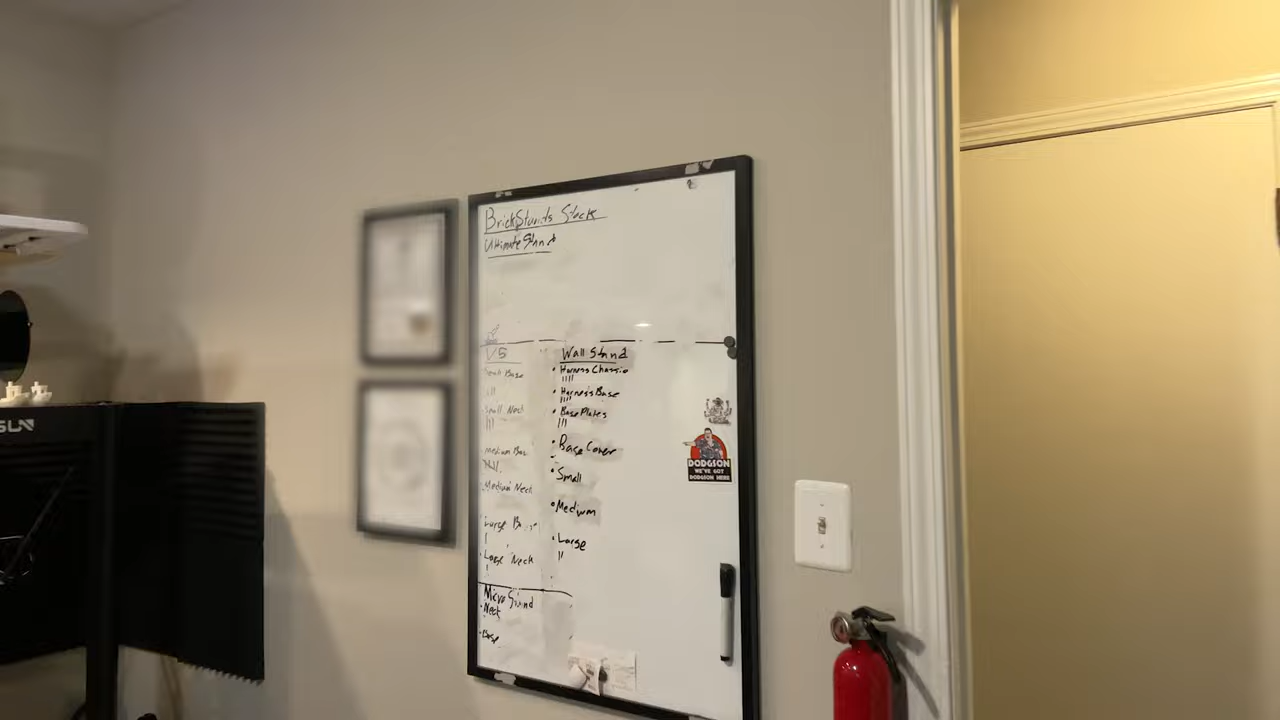 BrickStands Stock
Ultimate Stand
V5
Small Base
|||
Small Neck
|||
Medium Base
Medium Neck
Large Base
|
Large Neck
||
Micro Stand
Neck
Base
Wall Stand
Harness Chassis
||||
Harness Base
||||
Base Plates
|||
Base Cover
Small
Medium
Large
||
DODGSON
WE'VE GOT
DODGSON HERE